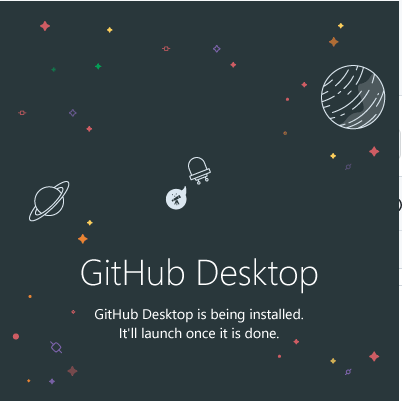 GitHub Desktop
GitHub Desktop is being installed.
It'll launch once it is done.